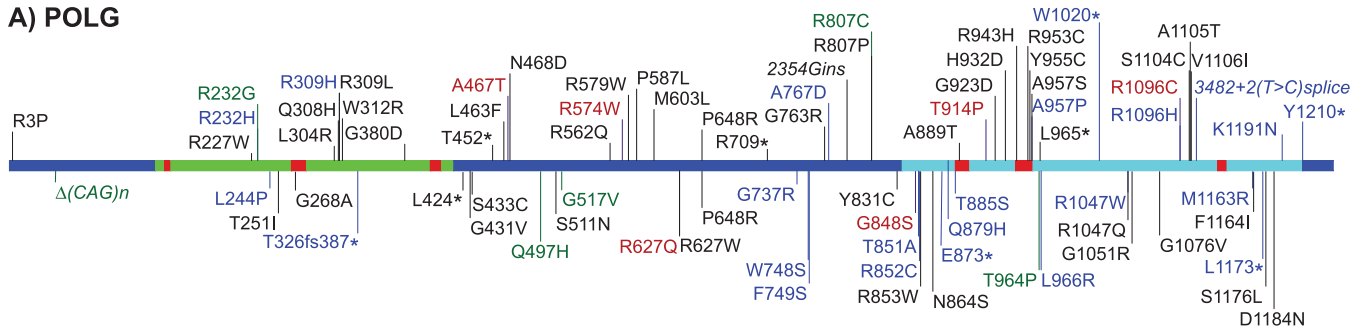 A) POLG
R807C
W1020*
R943H
R953C
A1105T
R309H
R309L
A467T
N468D
R579W
P587L
R807P
H932D
Y955C
S1104C
V1106I
R232G
Q308H
W312R
L463F
R574W
M603L
2354Gins
A767D
G923D
A957S
R1096C
3482+2(T>C)splice
R3P
R232H
L304R
G380D
T452*
R562Q
P648R
G763R
T914P
A957P
R1096H
Y1210*
R227W
R709*
A889T
L965*
K1191N
Δ(CAG)n
L244P
G268A
L424*
S433C
G517V
G737R
Y831C
T885S
R1047W
M1163R
T251I
G431V
S511N
P648R
G848S
Q879H
R1047Q
F1164I
T326fs387*
Q497H
R627Q
R627W
T851A
E873*
G1051R
G1076V
W748S
R852C
T964P
L966R
L1173*
F749S
R853W
N864S
S1176L
D1184N